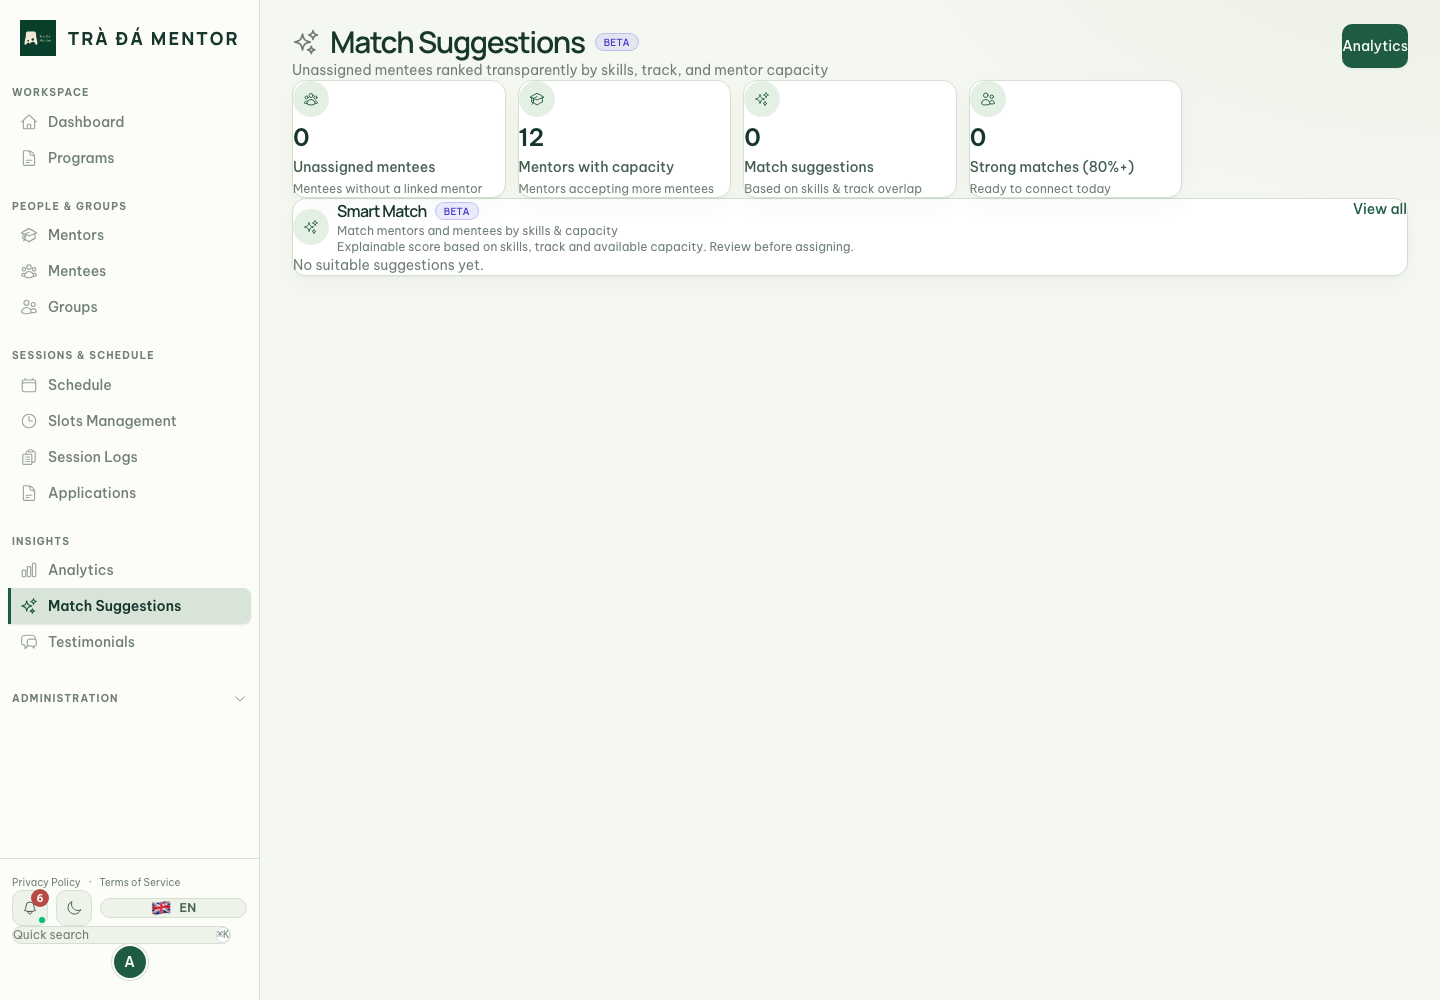 TRÀ ĐÁ MENTOR
WORKSPACE
Dashboard
Programs
PEOPLE & GROUPS
Mentors
Mentees
Groups
SESSIONS & SCHEDULE
Schedule
Slots Management
Session Logs
Applications
INSIGHTS
Analytics
Match Suggestions
Testimonials
ADMINISTRATION
Privacy Policy · Terms of Service
6
EN
Quick search ⌘K
A
Match Suggestions BETA
Unassigned mentees ranked transparently by skills, track, and mentor capacity
Analytics
0
Unassigned mentees
Mentees without a linked mentor
12
Mentors with capacity
Mentors accepting more mentees
0
Match suggestions
Based on skills & track overlap
0
Strong matches (80%+)
Ready to connect today
Smart Match BETA
View all
Match mentors and mentees by skills & capacity
Explainable score based on skills, track and available capacity. Review before assigning.
No suitable suggestions yet.